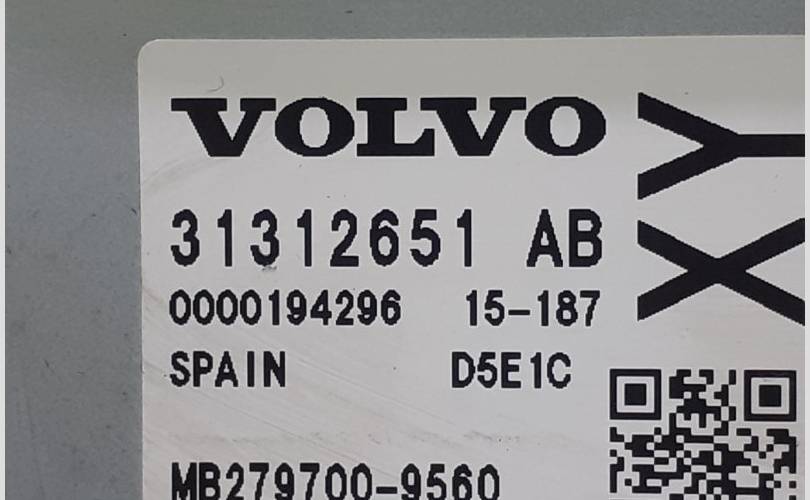 VOLVO
31312651 AB
0000194296 15-187
SPAIN D5E1C
MB279700-9560
XY